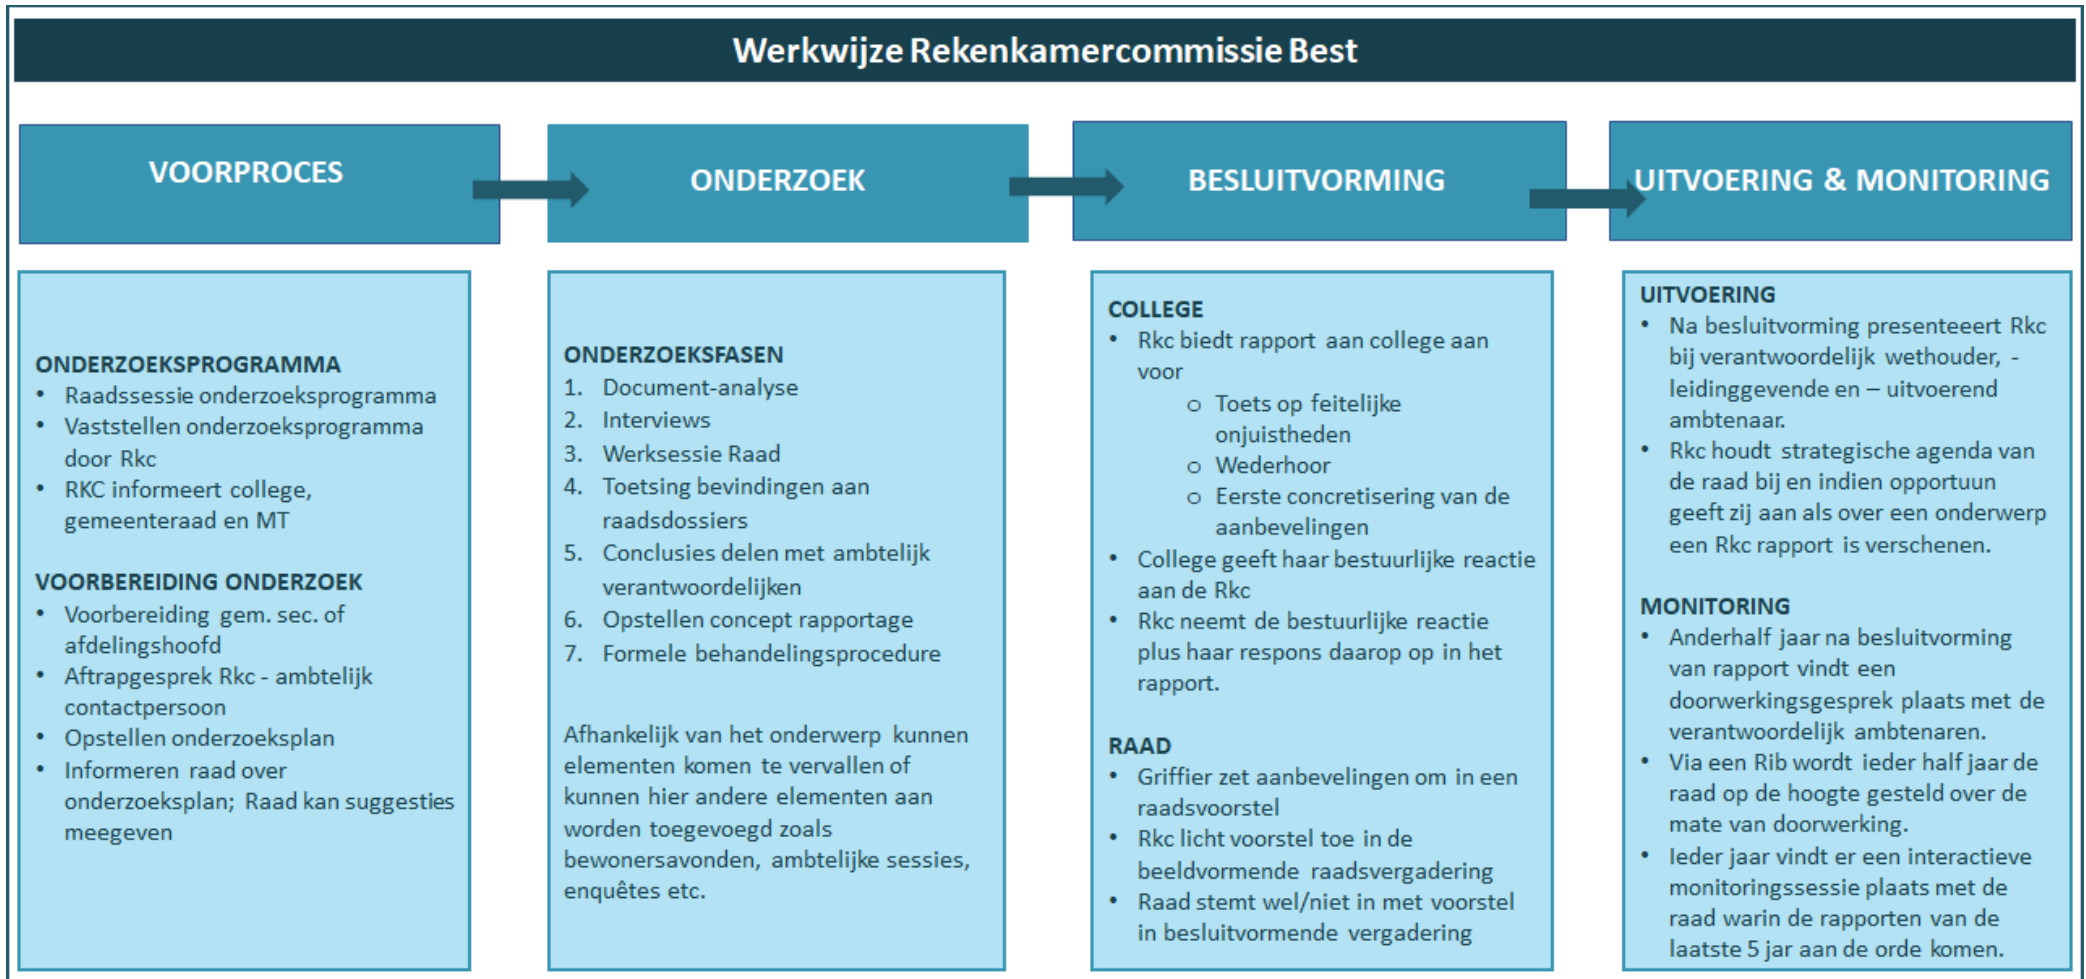 Werkwijze Rekenkamercommissie Best
VOORPROCES
ONDERZOEK
BESLUITVORMING
UITVOERING & MONITORING
ONDERZOEKSPROGRAMMA
• Raadssessie onderzoeksprogramma
• Vaststellen onderzoeksprogramma
door Rkc
• RKC informeert college,
gemeenteraad en MT
VOORBEREIDING ONDERZOEK
• Voorbereiding gem. sec. of
afdelingshoofd
• Aftrapgesprek Rkc - ambtelijk
contactpersoon
• Opstellen onderzoeksplan
• Informeren raad over
onderzoeksplan; Raad kan suggesties
meegeven
ONDERZOEKSFASEN
1. Document-analyse
2. Interviews
3. Werksessie Raad
4. Toetsing bevindingen aan
raadsdossiers
5. Conclusies delen met ambtelijk
verantwoordelijken
6. Opstellen concept rapportage
7. Formele behandelingsprocedure
Afhankelijk van het onderwerp kunnen
elementen komen te vervallen of
kunnen hier andere elementen aan
worden toegevoegd zoals
bewonersavonden, ambtelijke sessies,
enquêtes etc.
COLLEGE
• Rkc biedt rapport aan college aan
voor
o Toets op feitelijke
onjuistheden
o Wederhoor
o Eerste concretisering van de
aanbevelingen
• College geeft haar bestuurlijke reactie
aan de Rkc
• Rkc neemt de bestuurlijke reactie
plus haar respons daarop op in het
rapport.
RAAD
• Griffier zet aanbevelingen om in een
raadsvoorstel
• Rkc licht voorstel toe in de
beeldvormende raadsvergadering
• Raad stemt wel/niet in met voorstel
in besluitvormende vergadering
UITVOERING
• Na besluitvorming presenteeert Rkc
bij verantwoordelijk wethouder, -
leidinggevende en – uitvoerend
ambtenaar.
• Rkc houdt strategische agenda van
de raad bij en indien opportuun
geeft zij aan als over een onderwerp
een Rkc rapport is verschenen.
MONITORING
• Anderhalf jaar na besluitvorming
van rapport vindt een
doorwerkingsgesprek plaats met de
verantwoordelijk ambtenaren.
• Via een Rib wordt ieder half jaar de
raad op de hoogte gesteld over de
mate van doorwerking.
• Ieder jaar vindt er een interactieve
monitoringssessie plaats met de
raad warin de rapporten van de
laatste 5 jar aan de orde komen.